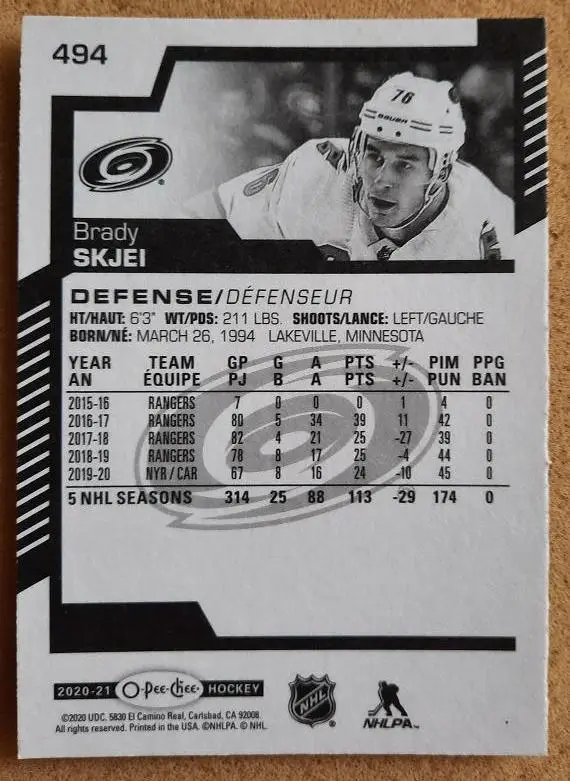 494
76
BAUER
Brady
SKJEI
DEFENSE/DÉFENSEUR
HT/HAUT: 6'3" WT/PDS: 211 LBS. SHOOTS/LANCE: LEFT/GAUCHE
BORN/NÉ: MARCH 26, 1994 LAKEVILLE, MINNESOTA
YEAR TEAM GP G A PTS +/- PIM PPG
AN ÉQUIPE PJ B A PTS +/- PUN BAN
2015-16 RANGERS 7 0 0 0 1 4 0
2016-17 RANGERS 80 5 34 39 11 42 0
2017-18 RANGERS 82 4 21 25 -27 39 0
2018-19 RANGERS 78 8 17 25 -4 44 0
2019-20 NYR / CAR 67 8 16 24 -10 45 0
5 NHL SEASONS 314 25 88 113 -29 174 0
2020-21 O-Pee-Chee HOCKEY
NHL
NHLPA
©2020 UDC. 5830 El Camino Real, Carlsbad, CA 92008.
All rights reserved. Printed in the USA. ©NHLPA. © NHL.